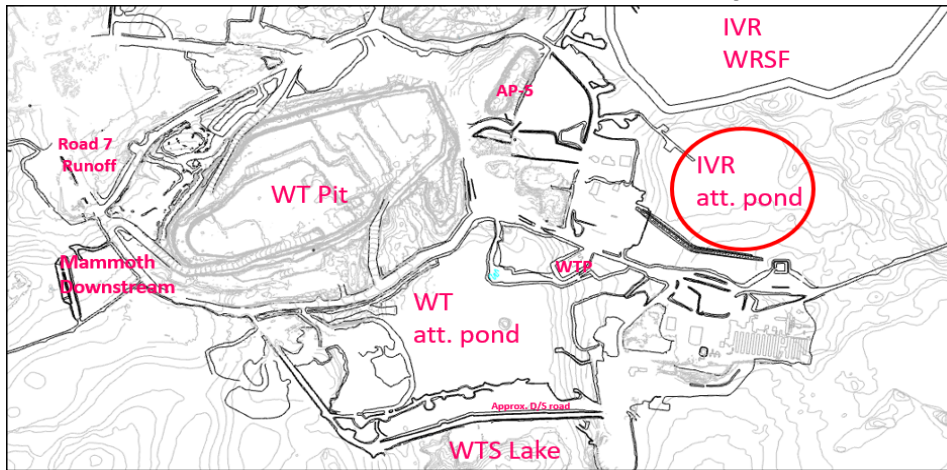 IVR
WRSF
AP-5
Road 7
Runoff
IVR
att. pond
WT Pit
Mammoth
Downstream
WTP
WT
att. pond
Approx. D/S road
WTS Lake